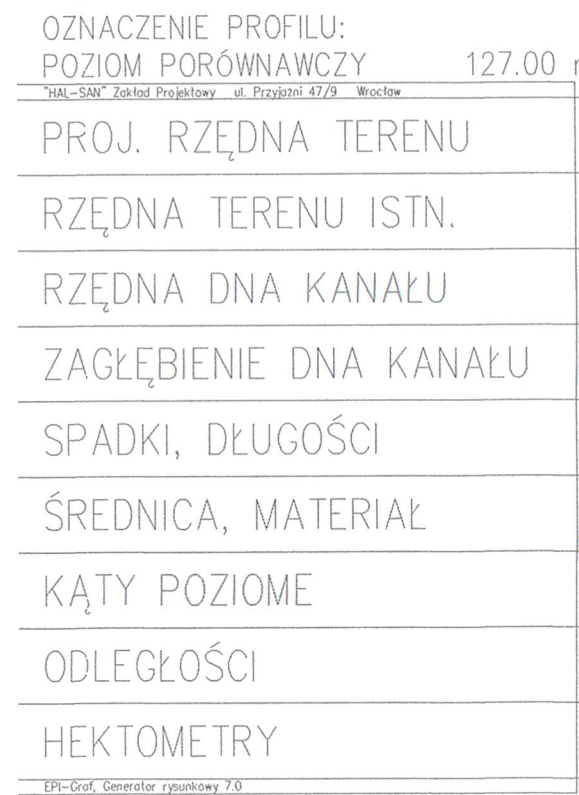 OZNACZENIE PROFILU:
POZIOM PORÓWNAWCZY 127.00
"HAL-SAN" Zakład Projektowy ul. Przyjaźni 47/9 Wrocław
PROJ. RZĘDNA TERENU
RZĘDNA TERENU ISTN.
RZĘDNA DNA KANAŁU
ZAGŁĘBIENIE DNA KANAŁU
SPADKI, DŁUGOŚCI
ŚREDNICA, MATERIAŁ
KĄTY POZIOME
ODLEGŁOŚCI
HEKTOMETRY
EPI-Graf, Generator rysunkowy 7.0